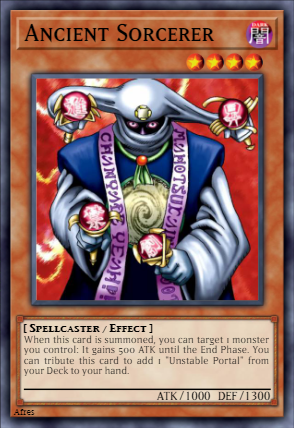 Ancient Sorcerer
DARK
闇
[ Spellcaster / Effect ]
When this card is summoned, you can target 1 monster
you control: It gains 500 ATK until the End Phase. You
can tribute this card to add 1 "Unstable Portal" from
your Deck to your hand.
ATK/1000 DEF/1300
Afres